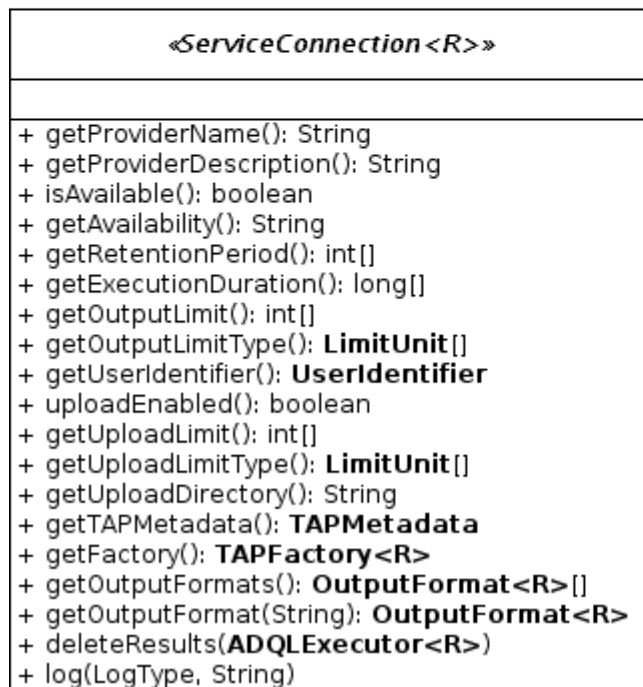 «ServiceConnection<R>»
+ getProviderName(): String
+ getProviderDescription(): String
+ isAvailable(): boolean
+ getAvailability(): String
+ getRetentionPeriod(): int[]
+ getExecutionDuration(): long[]
+ getOutputLimit(): int[]
+ getOutputLimitType(): LimitUnit[]
+ getUserIdentifier(): UserIdentifier
+ uploadEnabled(): boolean
+ getUploadLimit(): int[]
+ getUploadLimitType(): LimitUnit[]
+ getUploadDirectory(): String
+ getTAPMetadata(): TAPMetadata
+ getFactory(): TAPFactory<R>
+ getOutputFormats(): OutputFormat<R>[]
+ getOutputFormat(String): OutputFormat<R>
+ deleteResults(ADQLExecutor<R>)
+ log(LogType, String)